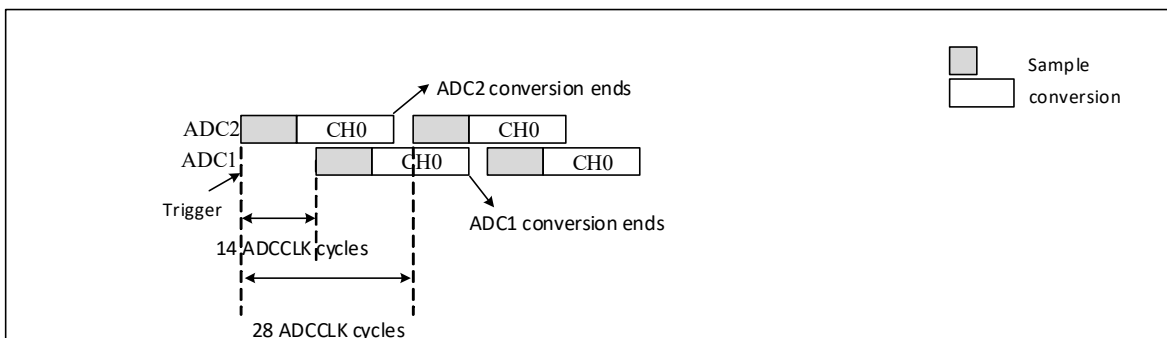 Sample
conversion
ADC2 conversion ends
ADC2 CH0 CH0
ADC1 CH0 CH0
Trigger
ADC1 conversion ends
14 ADCCLK cycles
28 ADCCLK cycles